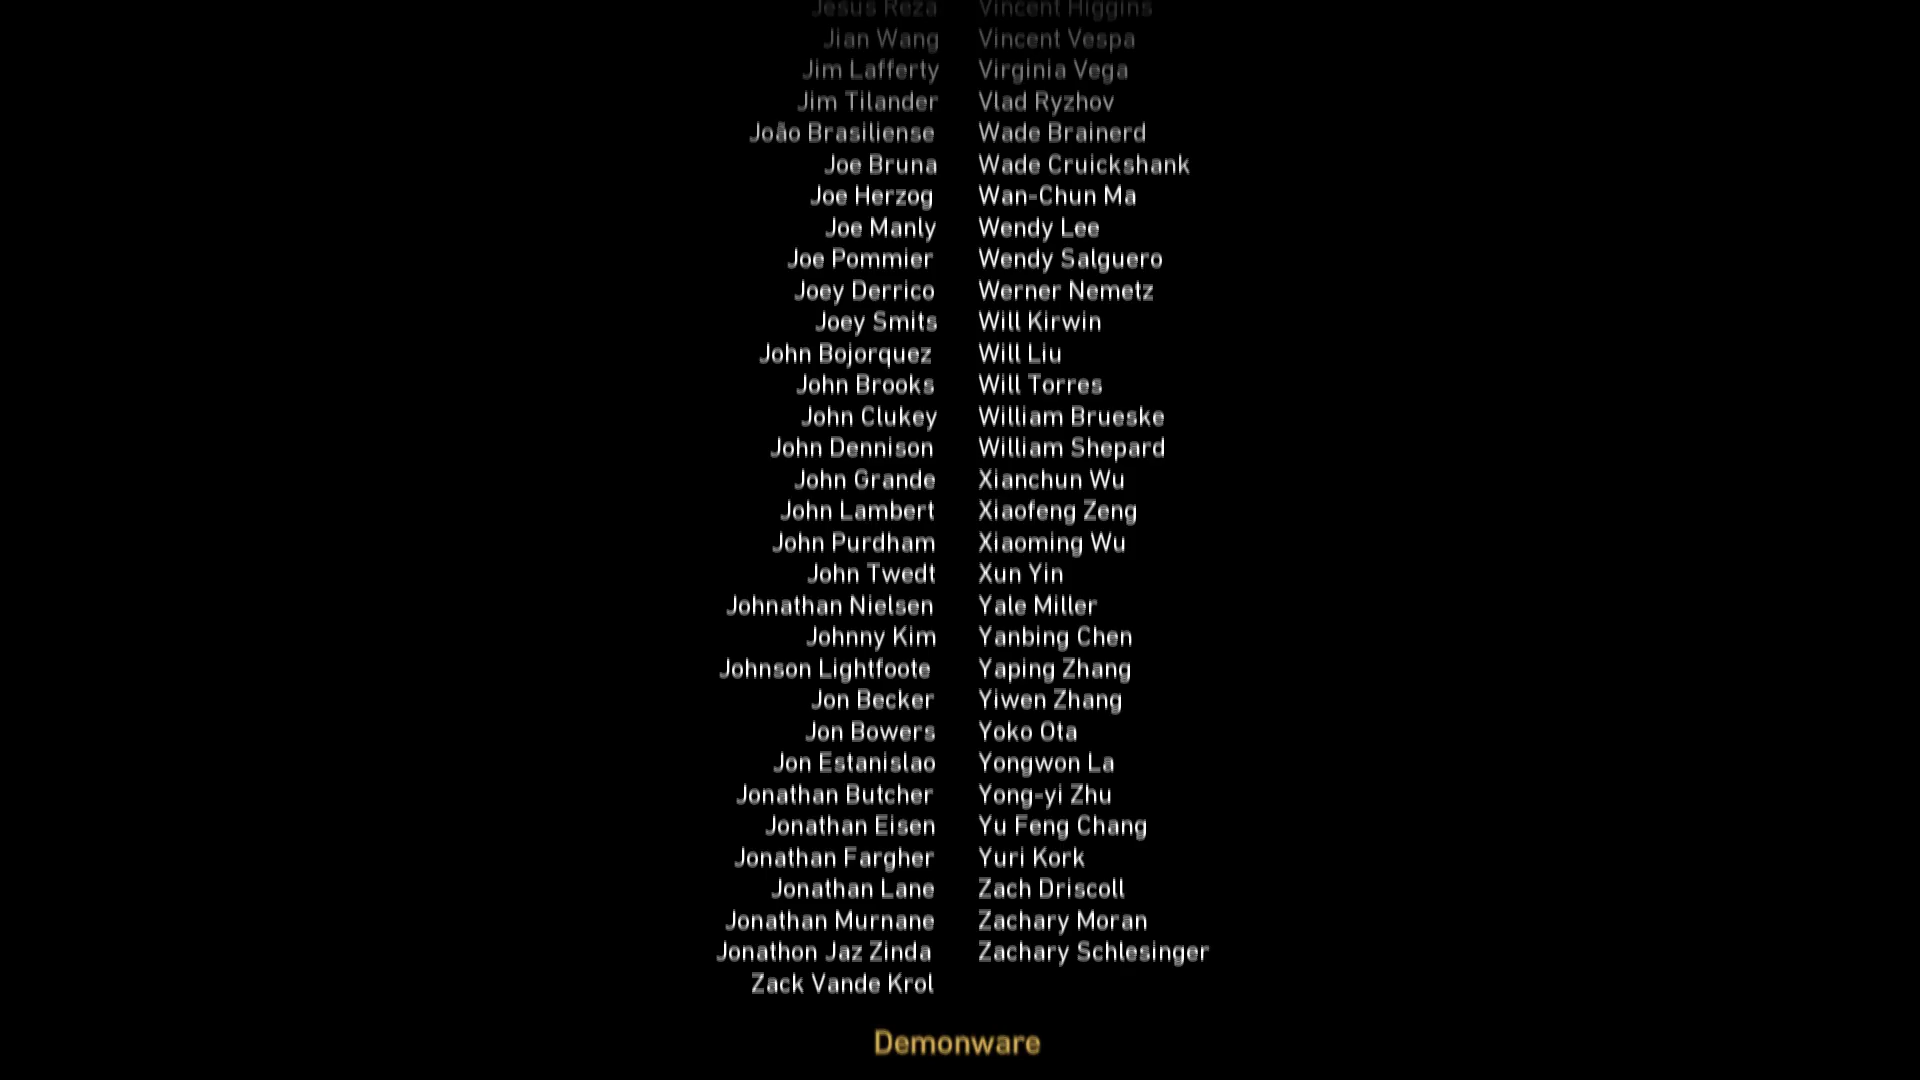 Jesus Reza Vincent Higgins
Jian Wang Vincent Vespa
Jim Lafferty Virginia Vega
Jim Tilander Vlad Ryzhov
João Brasiliense Wade Brainerd
Joe Bruna Wade Cruickshank
Joe Herzog Wan-Chun Ma
Joe Manly Wendy Lee
Joe Pommier Wendy Salguero
Joey Derrico Werner Nemetz
Joey Smits Will Kirwin
John Bojorquez Will Liu
John Brooks Will Torres
John Clukey William Brueske
John Dennison William Shepard
John Grande Xianchun Wu
John Lambert Xiaofeng Zeng
John Purdham Xiaoming Wu
John Twedt Xun Yin
Johnathan Nielsen Yale Miller
Johnny Kim Yanbing Chen
Johnson Lightfoote Yaping Zhang
Jon Becker Yiwen Zhang
Jon Bowers Yoko Ota
Jon Estanislao Yongwon La
Jonathan Butcher Yong-yi Zhu
Jonathan Eisen Yu Feng Chang
Jonathan Fargher Yuri Kork
Jonathan Lane Zach Driscoll
Jonathan Murnane Zachary Moran
Jonathon Jaz Zinda Zachary Schlesinger
Zack Vande Krol
Demonware